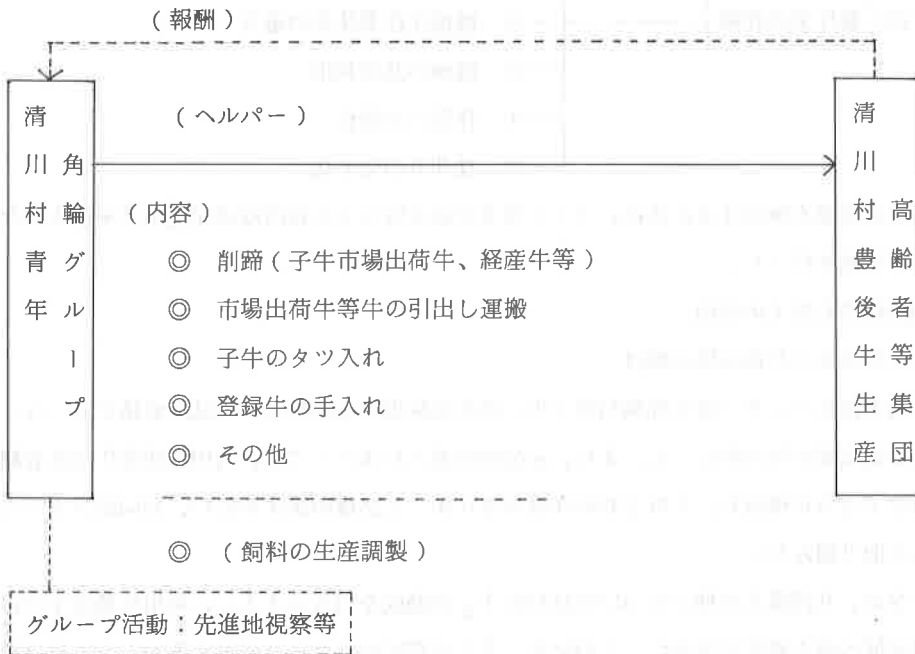 （報酬）
清川村青年
角輪グループ
（ヘルパー）
（内容）
◎ 削蹄（子牛市場出荷牛、経産牛等）
◎ 市場出荷牛等牛の引出し運搬
◎ 子牛のタツ入れ
◎ 登録牛の手入れ
◎ その他
◎ （飼料の生産調製）
清川村豊後牛生産
高齢者等集団
グループ活動：先進地視察等